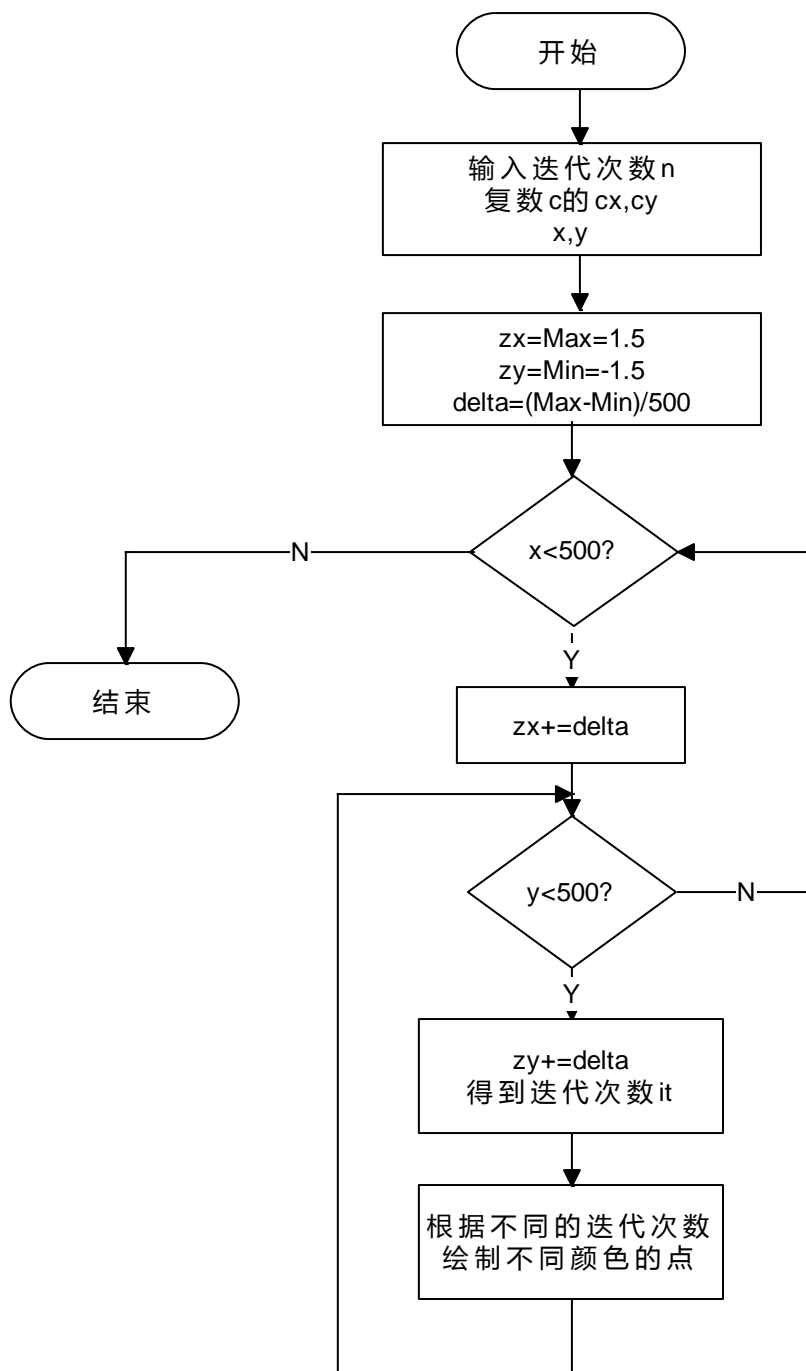 开始
输入迭代次数n
复数c的cx,cy
x,y
zx=Max=1.5
zy=Min=-1.5
delta=(Max-Min)/500
N
x<500?
Y
结束
zx+=delta
y<500?
N
Y
zy+=delta
得到迭代次数it
根据不同的迭代次数
绘制不同颜色的点